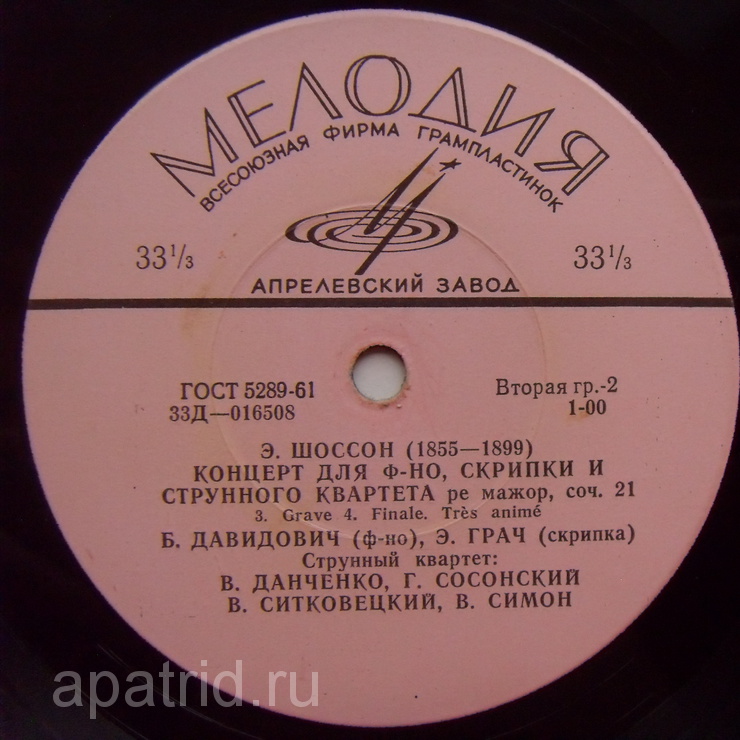 МЕЛОДИЯ
ВСЕСОЮЗНАЯ ФИРМА ГРАМПЛАСТИНОК
33⅓ 33⅓
АПРЕЛЕВСКИЙ ЗАВОД
ГОСТ 5289-61 Вторая гр.-2
33Д—016508 1-00
Э. ШОССОН (1855—1899)
КОНЦЕРТ ДЛЯ Ф-НО, СКРИПКИ И
СТРУННОГО КВАРТЕТА ре мажор, соч. 21
3. Grave 4. Finale. Très animé
Б. ДАВИДОВИЧ (ф-но), Э. ГРАЧ (скрипка)
Струнный квартет:
В. ДАНЧЕНКО, Г. СОСОНСКИЙ
В. СИТКОВЕЦКИЙ, В. СИМОН
apatrid.ru